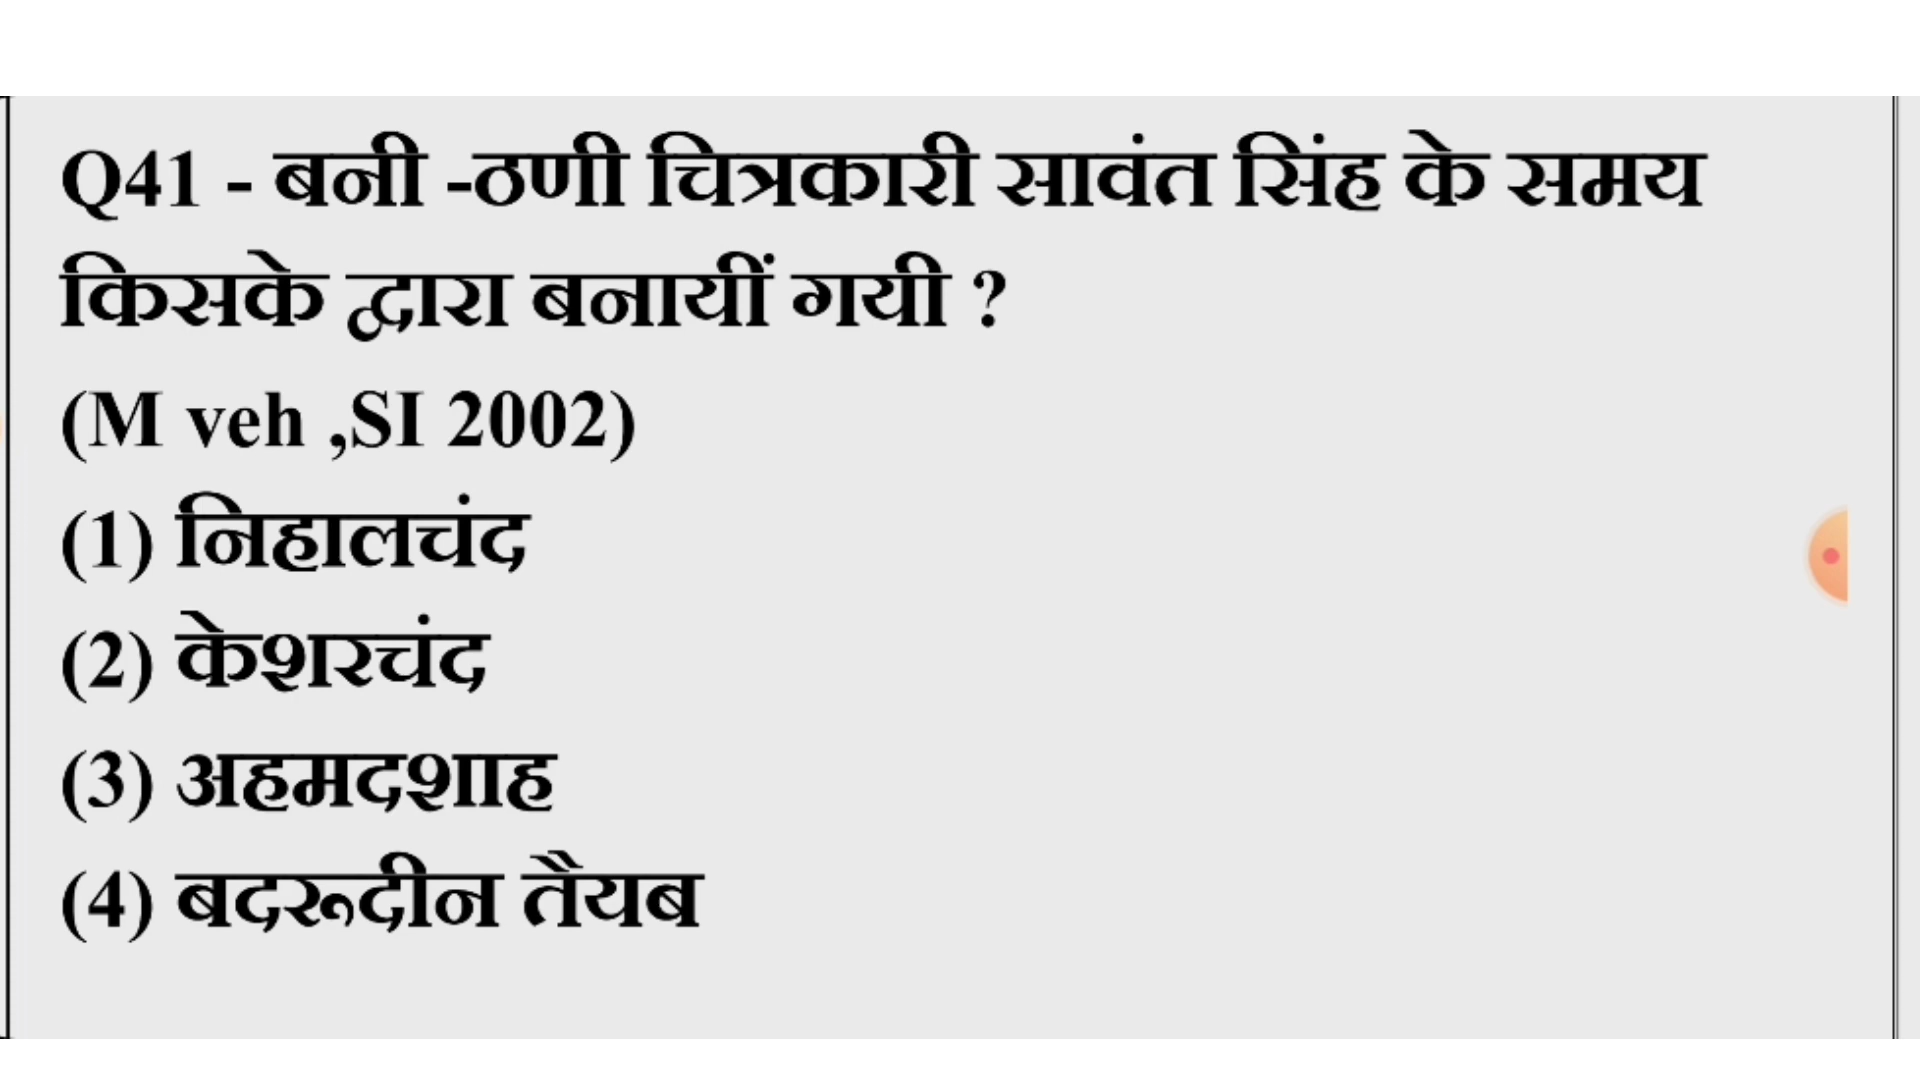 Q41 - बनी -ठणी चित्रकारी सावंत सिंह के समय
किसके द्वारा बनायीं गयी ?
(M veh ,SI 2002)
(1) निहालचंद
(2) केशरचंद
(3) अहमदशाह
(4) बदरूदीन तैयब